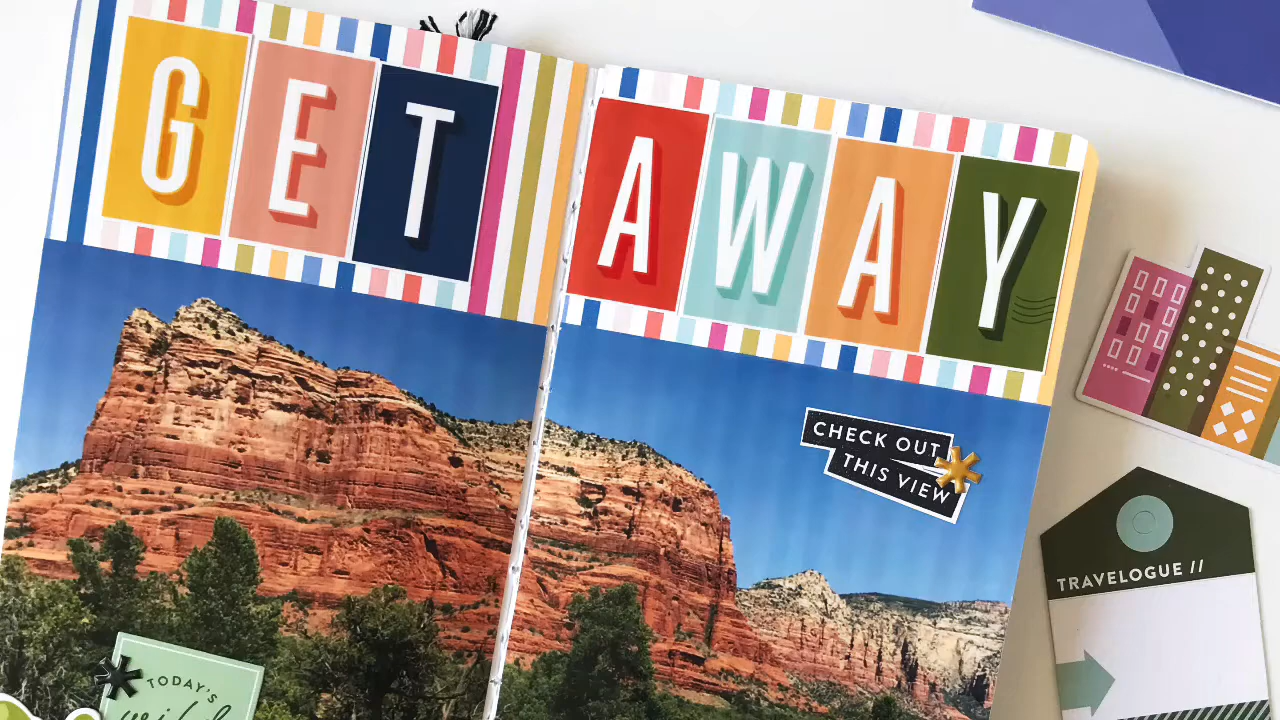 GET AWAY
CHECK OUT
THIS VIEW
TRAVELOGUE //
TODAY'S